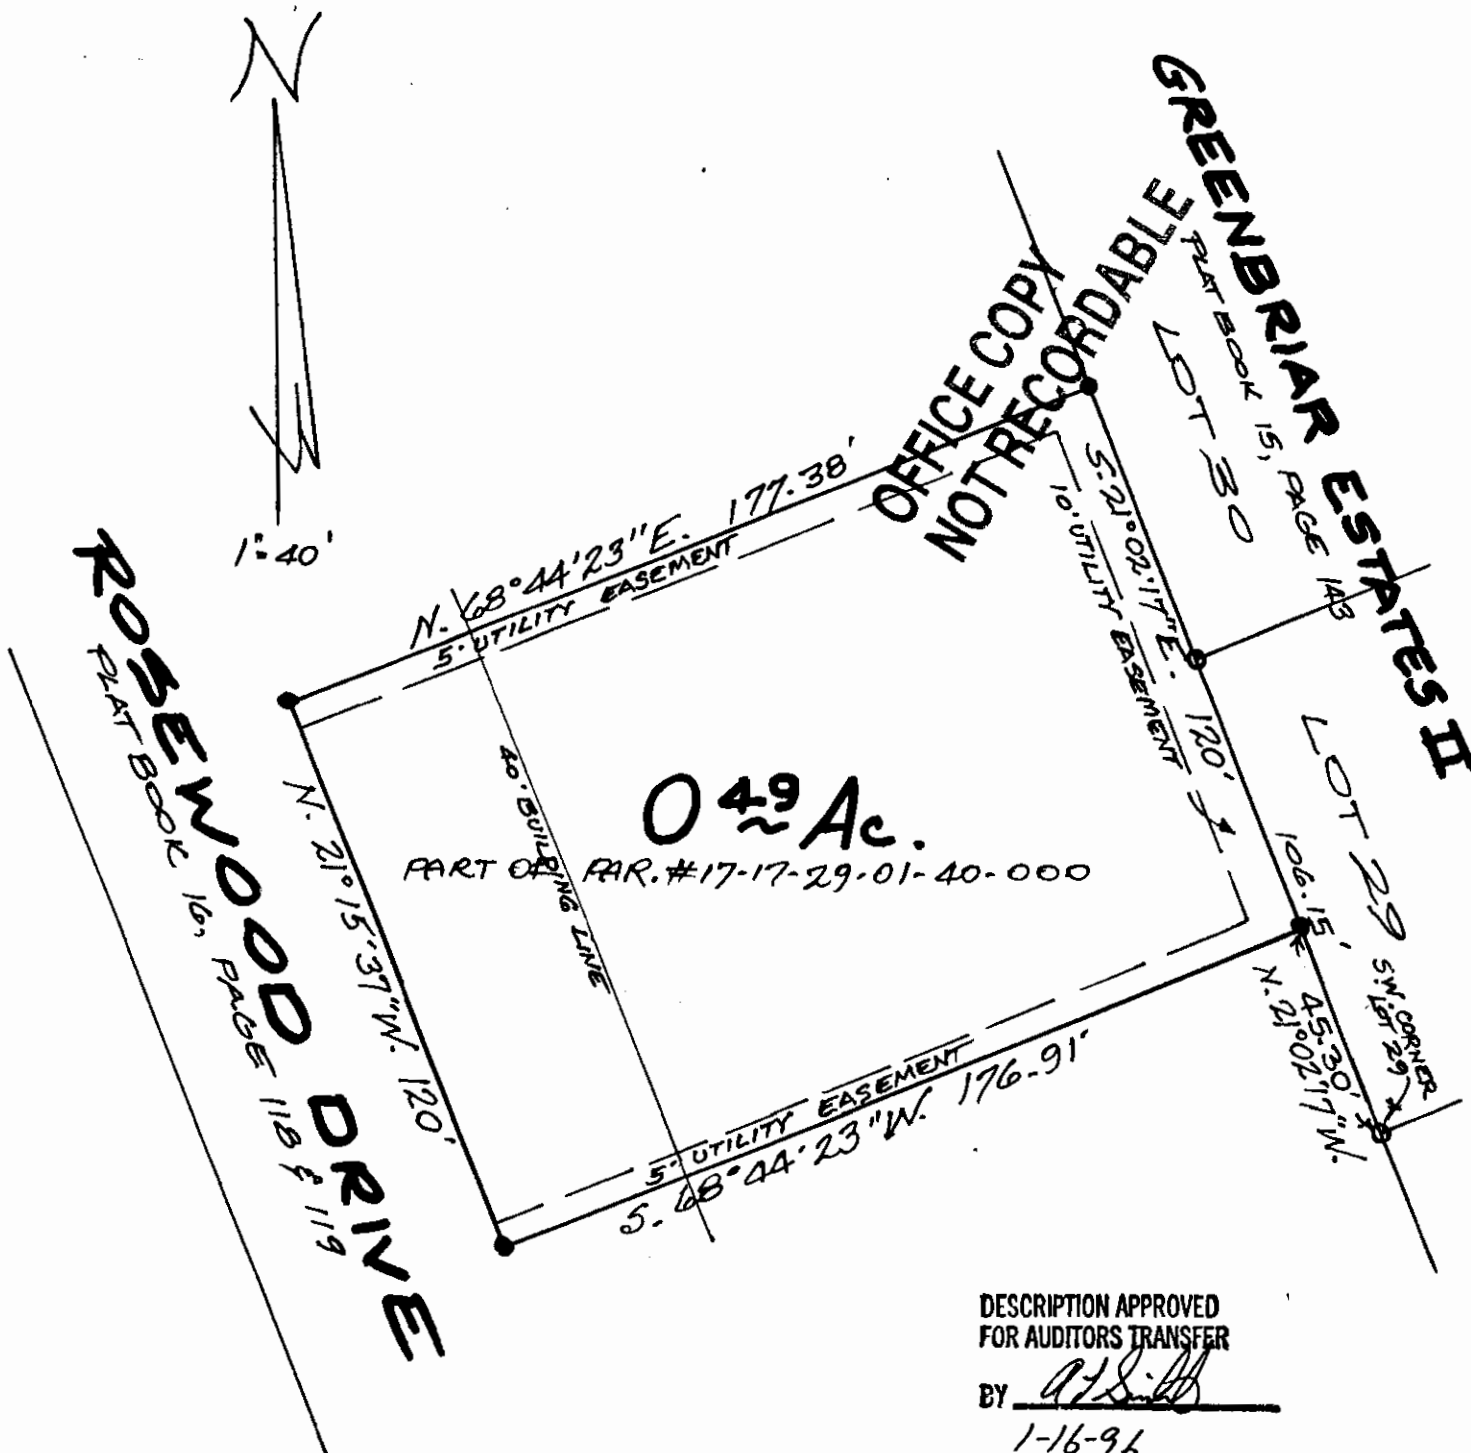 N
1"=40'
GREENBRIAR ESTATES II
PLAT BOOK 15, PAGE 143
LOT 30
OFFICE COPY
NOT RECORDABLE
N. 68°44'23"E. 177.38'
5' UTILITY EASEMENT
S. 21°02'17"E. 120'
10' UTILITY EASEMENT
ROSEWOOD DRIVE
PLAT BOOK 16, PAGE 118 & 119
N. 21°15'37"W. 120'
40' BUILDING LINE
0 49 Ac.
PART OF PAR. #17-17-29-01-40-000
LOT 29
106.15'
SW. CORNER
LOT 29
45.30'
N. 21°02'17"W.
5' UTILITY EASEMENT
S. 68°44'23"W. 176.91'
DESCRIPTION APPROVED
FOR AUDITORS TRANSFER
BY
1-16-96